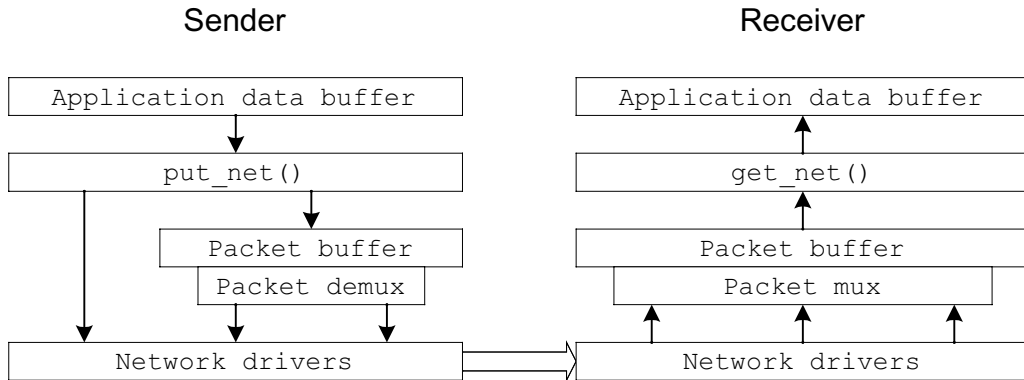 Sender
Receiver
Application data buffer
Application data buffer
put_net()
get_net()
Packet buffer
Packet buffer
Packet demux
Packet mux
Network drivers
Network drivers